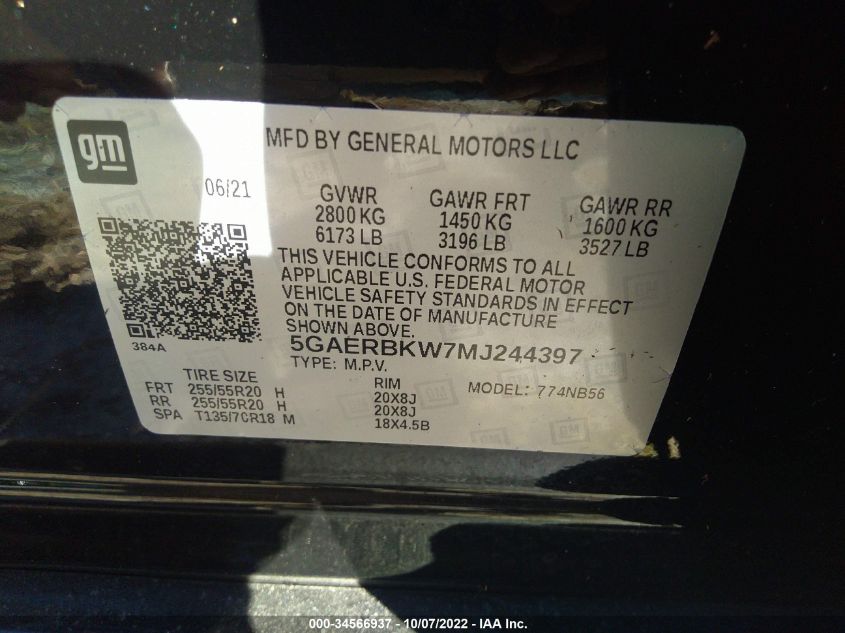 gm
MFD BY GENERAL MOTORS LLC
06/21
GVWR GAWR FRT GAWR RR
2800 KG 1450 KG 1600 KG
6173 LB 3196 LB 3527 LB
THIS VEHICLE CONFORMS TO ALL
APPLICABLE U.S. FEDERAL MOTOR
VEHICLE SAFETY STANDARDS IN EFFECT
ON THE DATE OF MANUFACTURE
SHOWN ABOVE.
384A
5GAERBKW7MJ244397
TYPE: M.P.V.
TIRE SIZE RIM MODEL: 774NB56
FRT 255/55R20 H 20X8J
RR 255/55R20 H 20X8J
SPA T135/70R18 M 18X4.5B
000-34566937 - 10/07/2022 - IAA Inc.